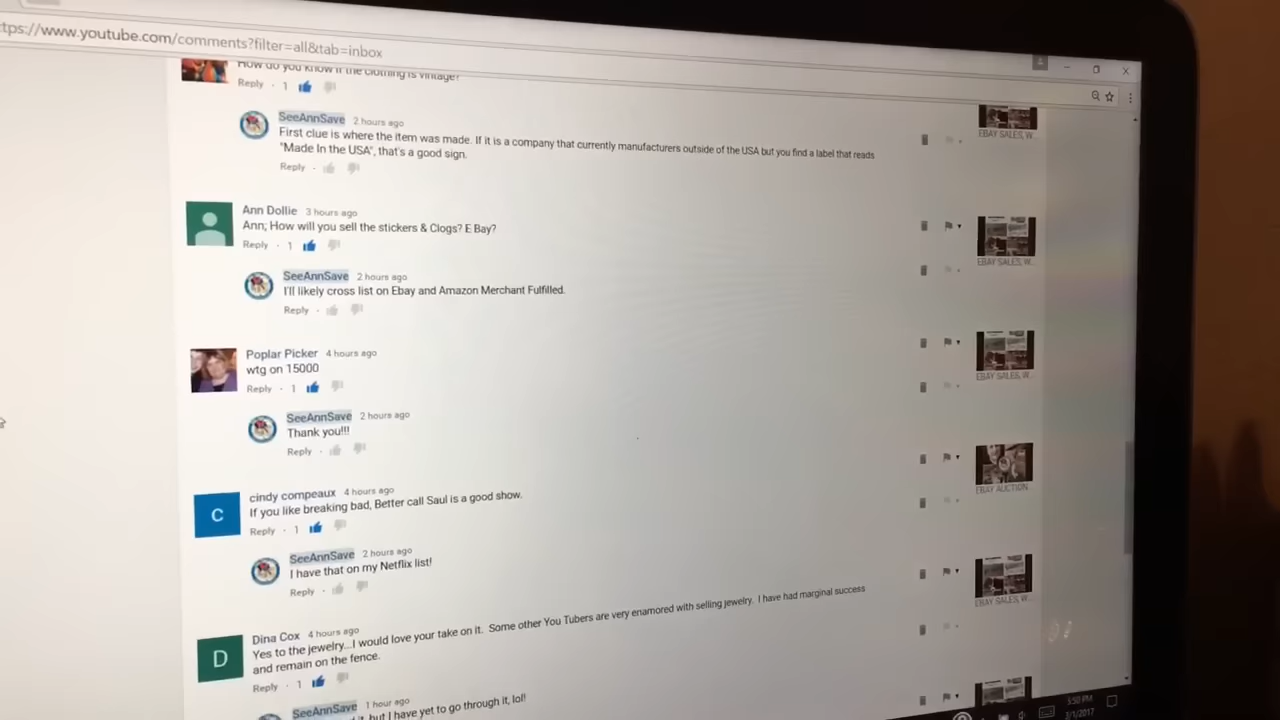 ttps://www.youtube.com/comments?filter=all&tab=inbox
How do you know if the clothing is vintage?
Reply · 1
SeeAnnSave 2 hours ago
First clue is where the item was made. If it is a company that currently manufacturers outside of the USA but you find a label that reads
"Made In the USA", that's a good sign.
Reply ·
EBAY SALES, W...
Ann Dollie 3 hours ago
Ann; How will you sell the stickers & Clogs? E Bay?
Reply · 1
EBAY SALES, W...
SeeAnnSave 2 hours ago
I'll likely cross list on Ebay and Amazon Merchant Fulfilled.
Reply ·
Poplar Picker 4 hours ago
wtg on 15000
Reply · 1
EBAY SALES, W...
SeeAnnSave 2 hours ago
Thank you!!!
Reply ·
C
cindy compeaux 4 hours ago
If you like breaking bad, Better call Saul is a good show.
Reply · 1
EBAY AUCTION
SeeAnnSave 2 hours ago
I have that on my Netflix list!
Reply ·
EBAY SALES, W...
D
Dina Cox 4 hours ago
Yes to the jewelry...I would love your take on it. Some other You Tubers are very enamored with selling jewelry. I have had marginal success
and remain on the fence.
Reply · 1
SeeAnnSave 1 hour ago
it, but I have yet to go through it, lol!
5:50 PM
7/1/2017